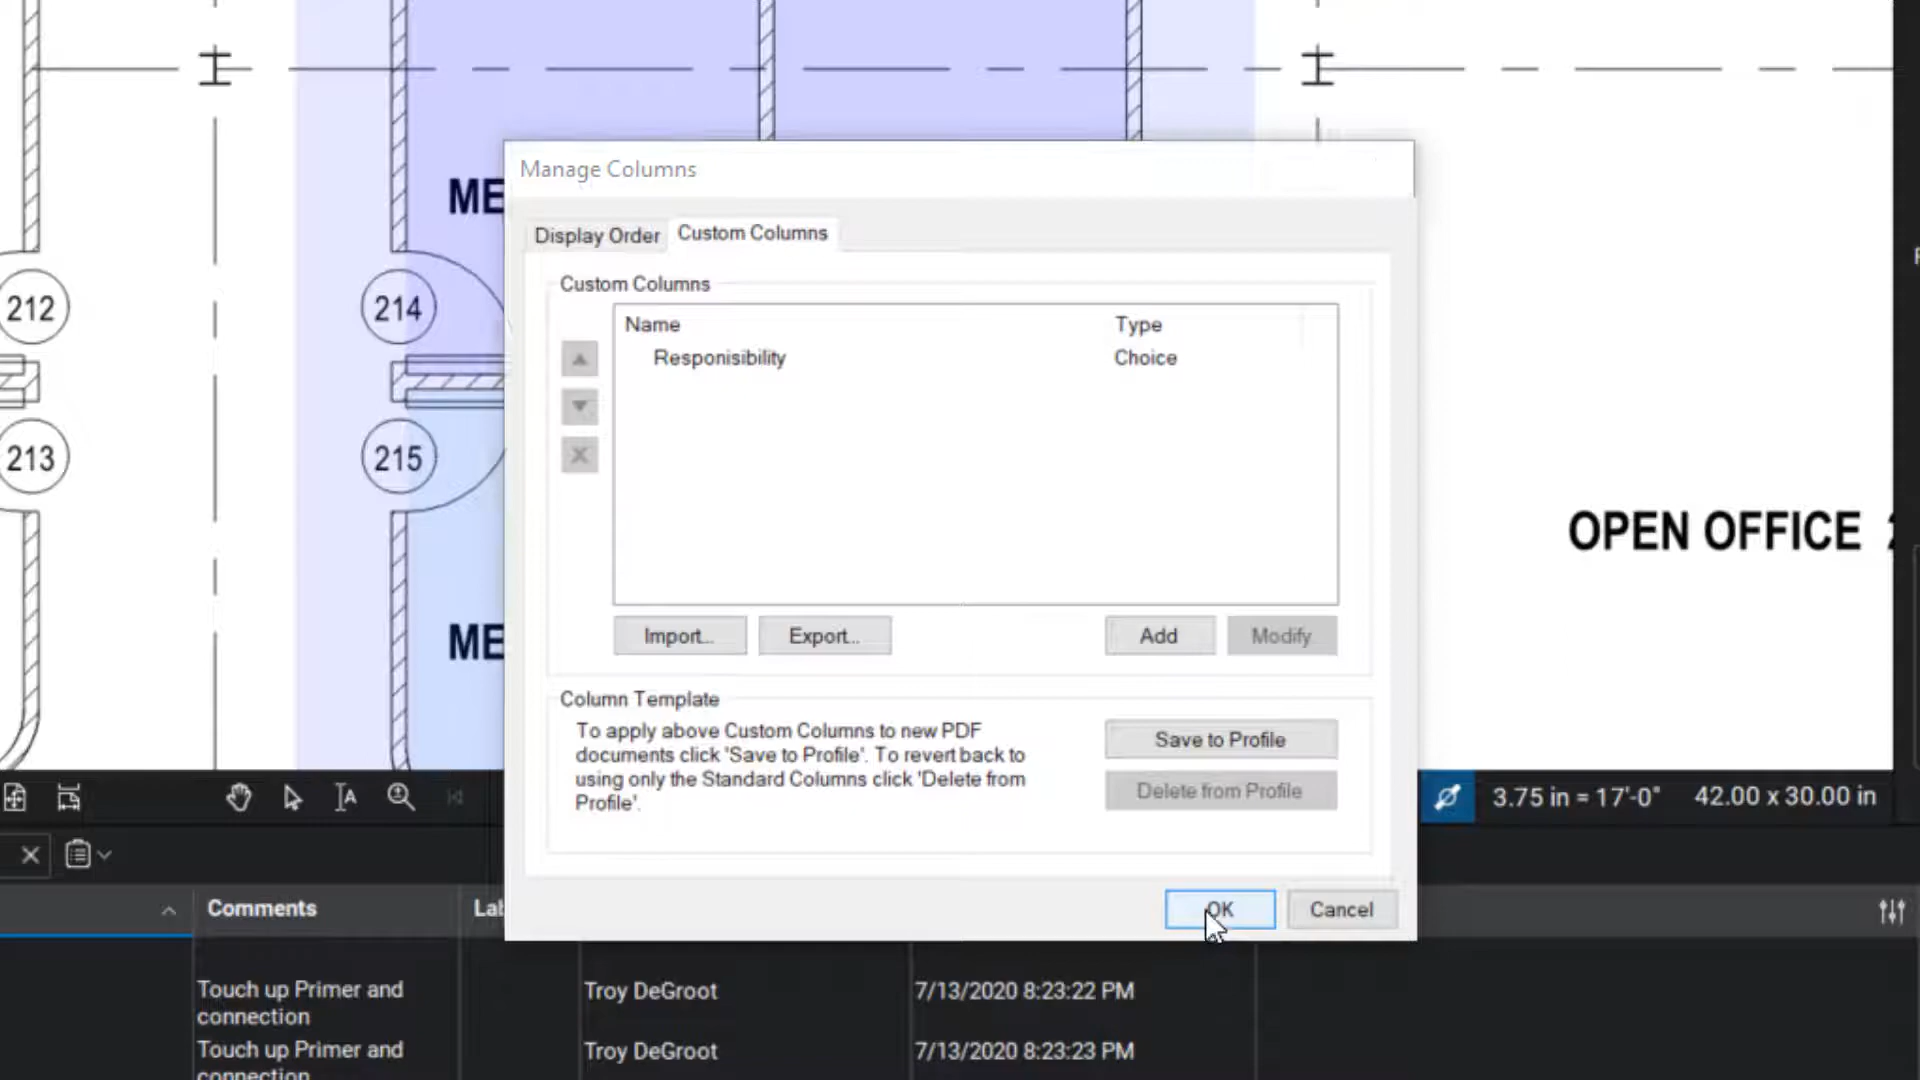 Manage Columns
Display Order
Custom Columns
Custom Columns
Name
Type
Responisibility
Choice
Import...
Export...
Add
Modify
Column Template
To apply above Custom Columns to new PDF
documents click 'Save to Profile'. To revert back to
using only the Standard Columns click 'Delete from
Profile'.
Save to Profile
Delete from Profile
OK
Cancel
ME
212
214
213
215
ME
OPEN OFFICE
3.75 in = 17'-0"
42.00 x 30.00 in
Comments
Touch up Primer and
connection
Troy DeGroot
7/13/2020 8:23:22 PM
Touch up Primer and
connection
Troy DeGroot
7/13/2020 8:23:23 PM